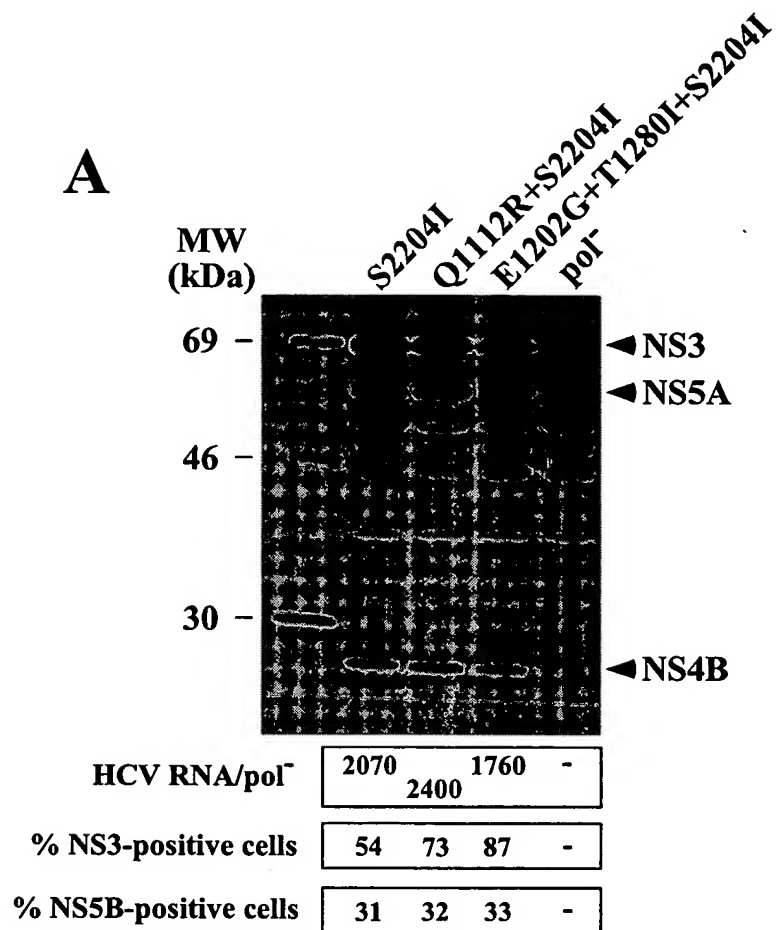 A
MW
(kDa)
S2204I
Q1112R+S2204I
E1202G+T1280I+S2204I
pol⁻
69 –
NS3
NS5A
46 –
30 –
NS4B
HCV RNA/pol⁻ 2070 2400 1760 -
% NS3-positive cells 54 73 87 -
% NS5B-positive cells 31 32 33 -